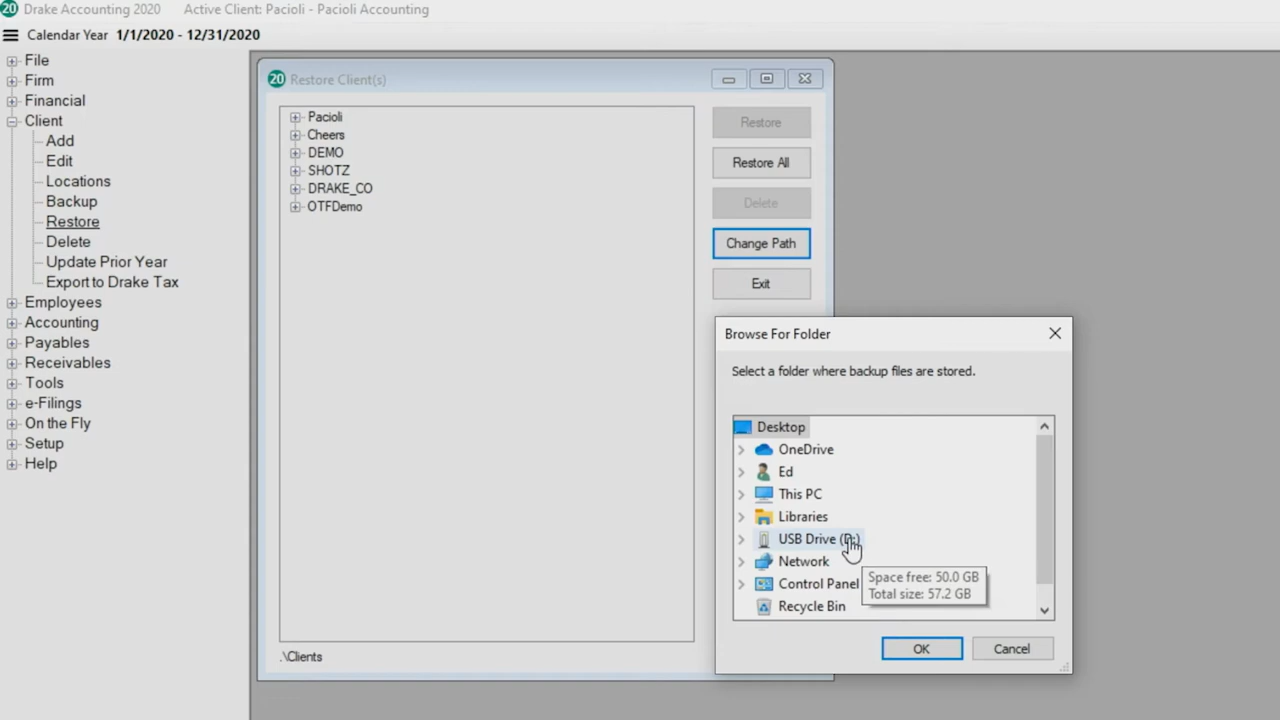 20 Drake Accounting 2020 Active Client: Pacioli - Pacioli Accounting
Calendar Year 1/1/2020 - 12/31/2020
File
Firm
Financial
Client
Add
Edit
Locations
Backup
Restore
Delete
Update Prior Year
Export to Drake Tax
Employees
Accounting
Payables
Receivables
Tools
e-Filings
On the Fly
Setup
Help
20 Restore Client(s)
Pacioli
Cheers
DEMO
SHOTZ
DRAKE_CO
OTFDemo
.\Clients
Restore
Restore All
Delete
Change Path
Exit
Browse For Folder
Select a folder where backup files are stored.
Desktop
OneDrive
Ed
This PC
Libraries
USB Drive (D:)
Network
Control Panel
Recycle Bin
Space free: 50.0 GB
Total size: 57.2 GB
OK Cancel